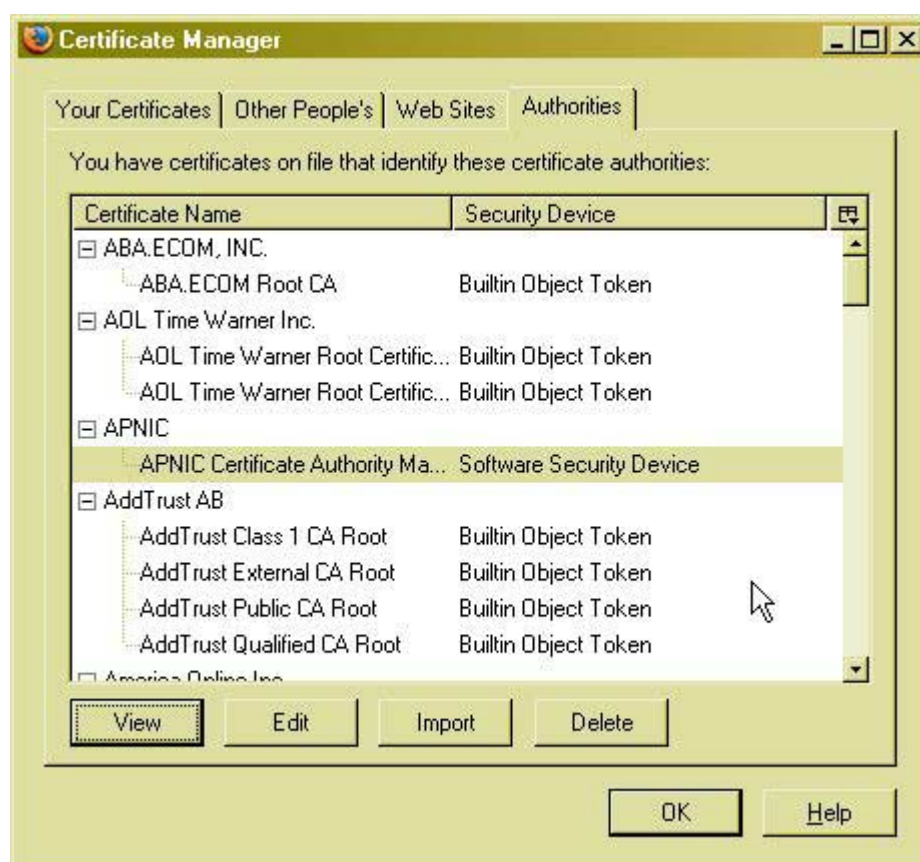 Certificate Manager
Your Certificates Other People's Web Sites Authorities
You have certificates on file that identify these certificate authorities:
Certificate Name Security Device
ABA.ECOM, INC.
ABA.ECOM Root CA Builtin Object Token
AOL Time Warner Inc.
AOL Time Warner Root Certific... Builtin Object Token
AOL Time Warner Root Certific... Builtin Object Token
APNIC
APNIC Certificate Authority Ma... Software Security Device
AddTrust AB
AddTrust Class 1 CA Root Builtin Object Token
AddTrust External CA Root Builtin Object Token
AddTrust Public CA Root Builtin Object Token
AddTrust Qualified CA Root Builtin Object Token
America Online Inc
View Edit Import Delete
OK Help